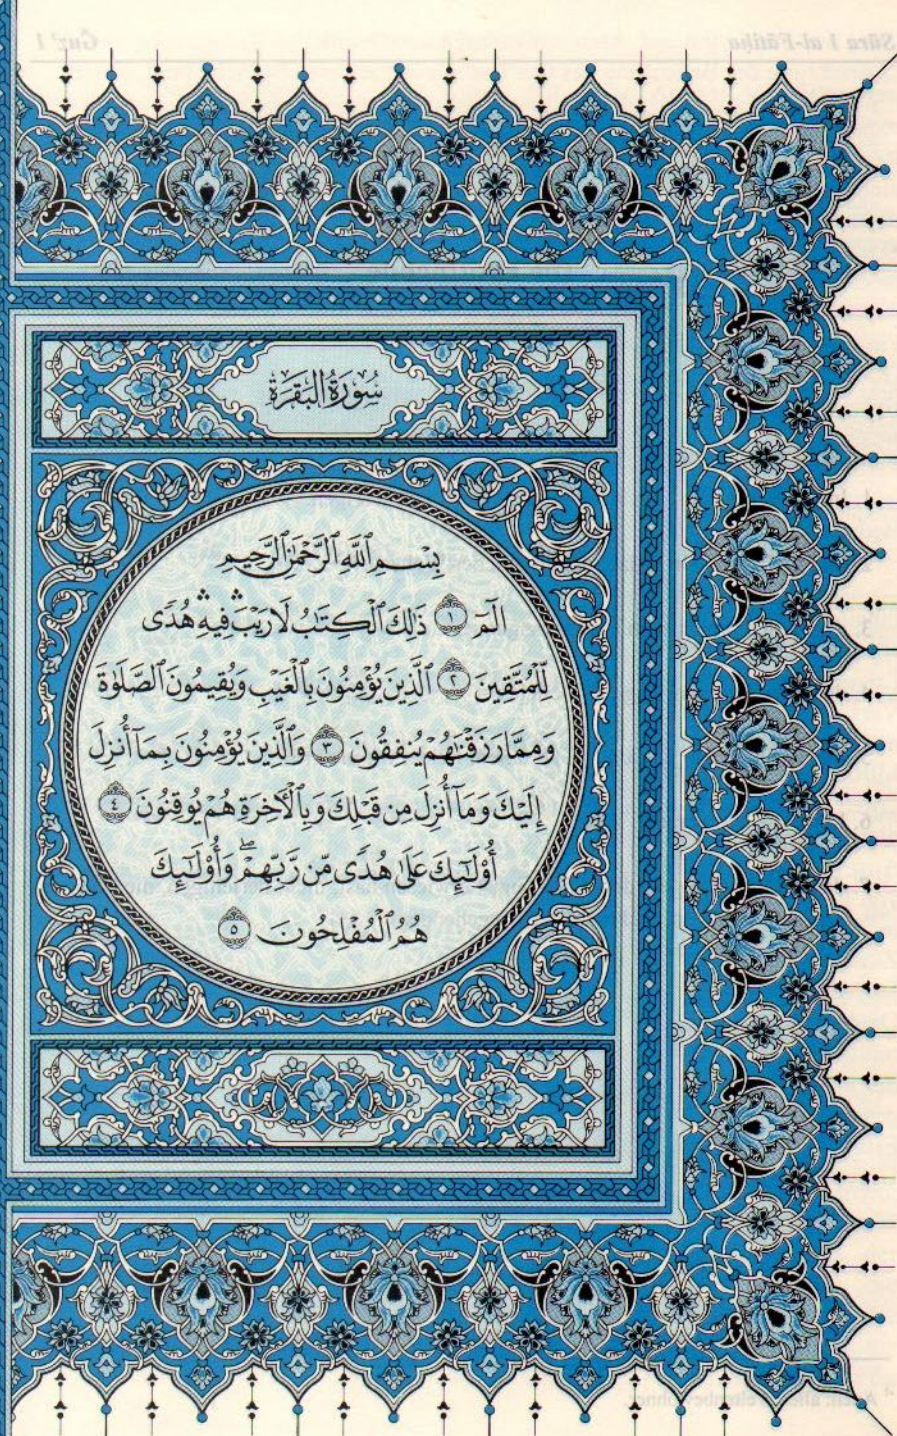 سُورَةُ البَقَرَةِ
بِسْمِ ٱللَّهِ ٱلرَّحْمَٰنِ ٱلرَّحِيمِ
الٓمٓ ١ ذَٰلِكَ ٱلْكِتَٰبُ لَا رَيْبَ ۛ فِيهِ ۛ هُدًى
لِّلْمُتَّقِينَ ٢ ٱلَّذِينَ يُؤْمِنُونَ بِٱلْغَيْبِ وَيُقِيمُونَ ٱلصَّلَوٰةَ
وَمِمَّا رَزَقْنَٰهُمْ يُنفِقُونَ ٣ وَٱلَّذِينَ يُؤْمِنُونَ بِمَآ أُنزِلَ
إِلَيْكَ وَمَآ أُنزِلَ مِن قَبْلِكَ وَبِٱلْأَخِرَةِ هُمْ يُوقِنُونَ ٤
أُو۟لَٰٓئِكَ عَلَىٰ هُدًى مِّن رَّبِّهِمْ ۖ وَأُو۟لَٰٓئِكَ
هُمُ ٱلْمُفْلِحُونَ ٥